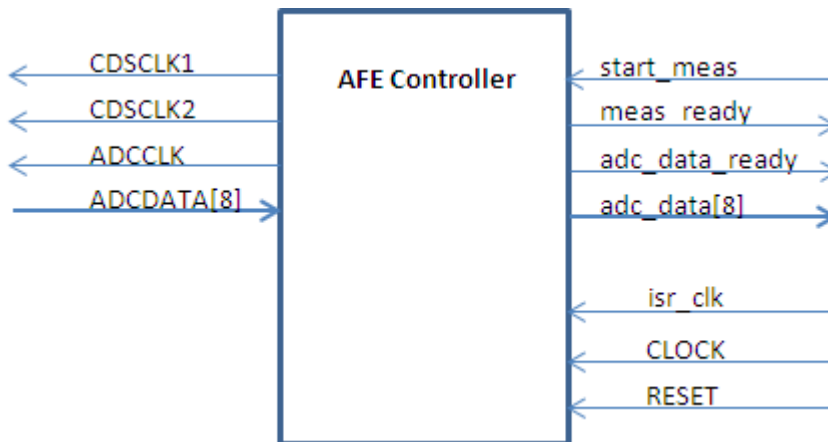 CDSCLK1
CDSCLK2
ADCCLK
ADCDATA[8]
AFE Controller
start_meas
meas_ready
adc_data_ready
adc_data[8]
isr_clk
CLOCK
RESET